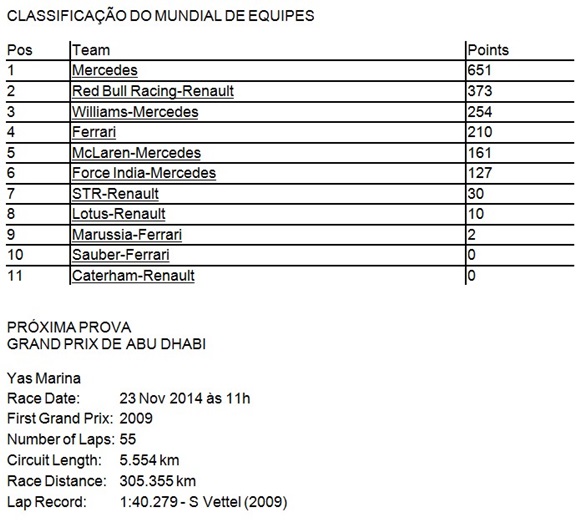 CLASSIFICAÇÃO DO MUNDIAL DE EQUIPES
Pos Team Points
1 Mercedes 651
2 Red Bull Racing-Renault 373
3 Williams-Mercedes 254
4 Ferrari 210
5 McLaren-Mercedes 161
6 Force India-Mercedes 127
7 STR-Renault 30
8 Lotus-Renault 10
9 Marussia-Ferrari 2
10 Sauber-Ferrari 0
11 Caterham-Renault 0
PRÓXIMA PROVA
GRAND PRIX DE ABU DHABI
Yas Marina
Race Date: 23 Nov 2014 às 11h
First Grand Prix: 2009
Number of Laps: 55
Circuit Length: 5.554 km
Race Distance: 305.355 km
Lap Record: 1:40.279 - S Vettel (2009)